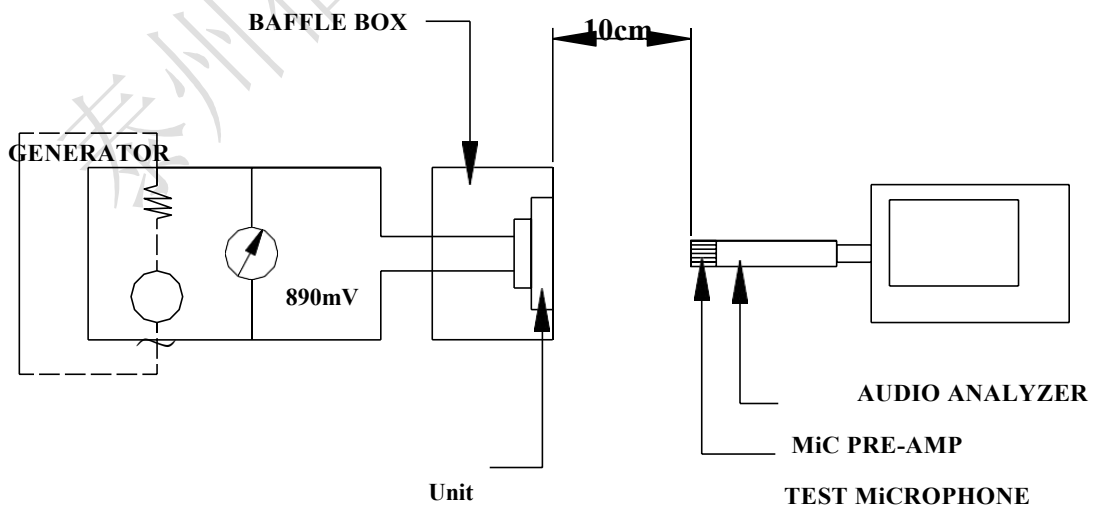 BAFFLE BOX
10cm
GENERATOR
890mV
AUDIO ANALYZER
MiC PRE-AMP
Unit
TEST MiCROPHONE